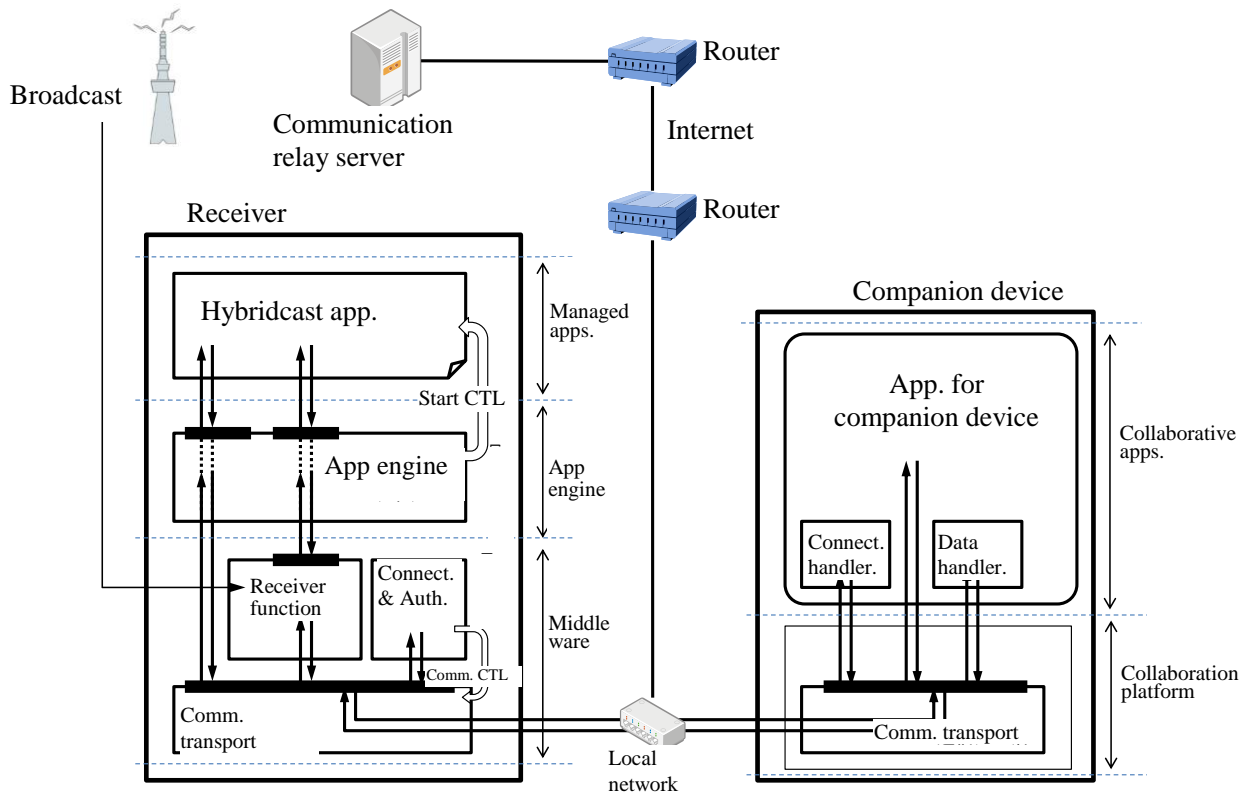 Broadcast
Communication
relay server
Router
Internet
Router
Receiver
Hybridcast app.
Managed
apps.
Start CTL
App engine
App
engine
Receiver
function
Connect.
& Auth.
Middle
ware
Comm. CTL
Comm.
transport
Local
network
Companion device
App. for
companion device
Collaborative
apps.
Connect.
handler.
Data
handler.
Collaboration
platform
Comm. transport